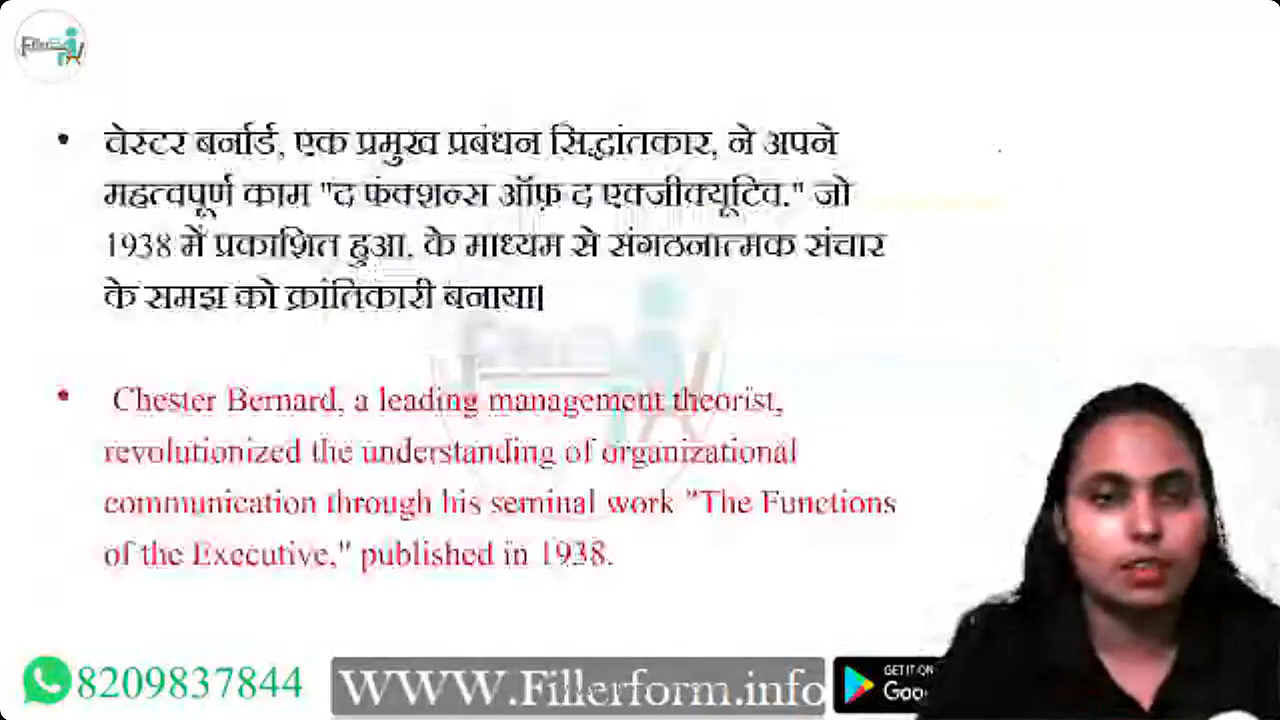 • चेस्टर बर्नार्ड, एक प्रमुख प्रबंधन सिद्धांतकार, ने अपने
महत्वपूर्ण काम "द फंक्शन्स ऑफ़ द एक्जीक्यूटिव." जो
1938 में प्रकाशित हुआ. के माध्यम से संगठनात्मक संचार
के समझ को क्रांतिकारी बनाया।
• Chester Bernard, a leading management theorist,
revolutionized the understanding of organizational
communication through his seminal work "The Functions
of the Executive," published in 1938.
8209837844
WWW.Fillerform.info
GET IT ON